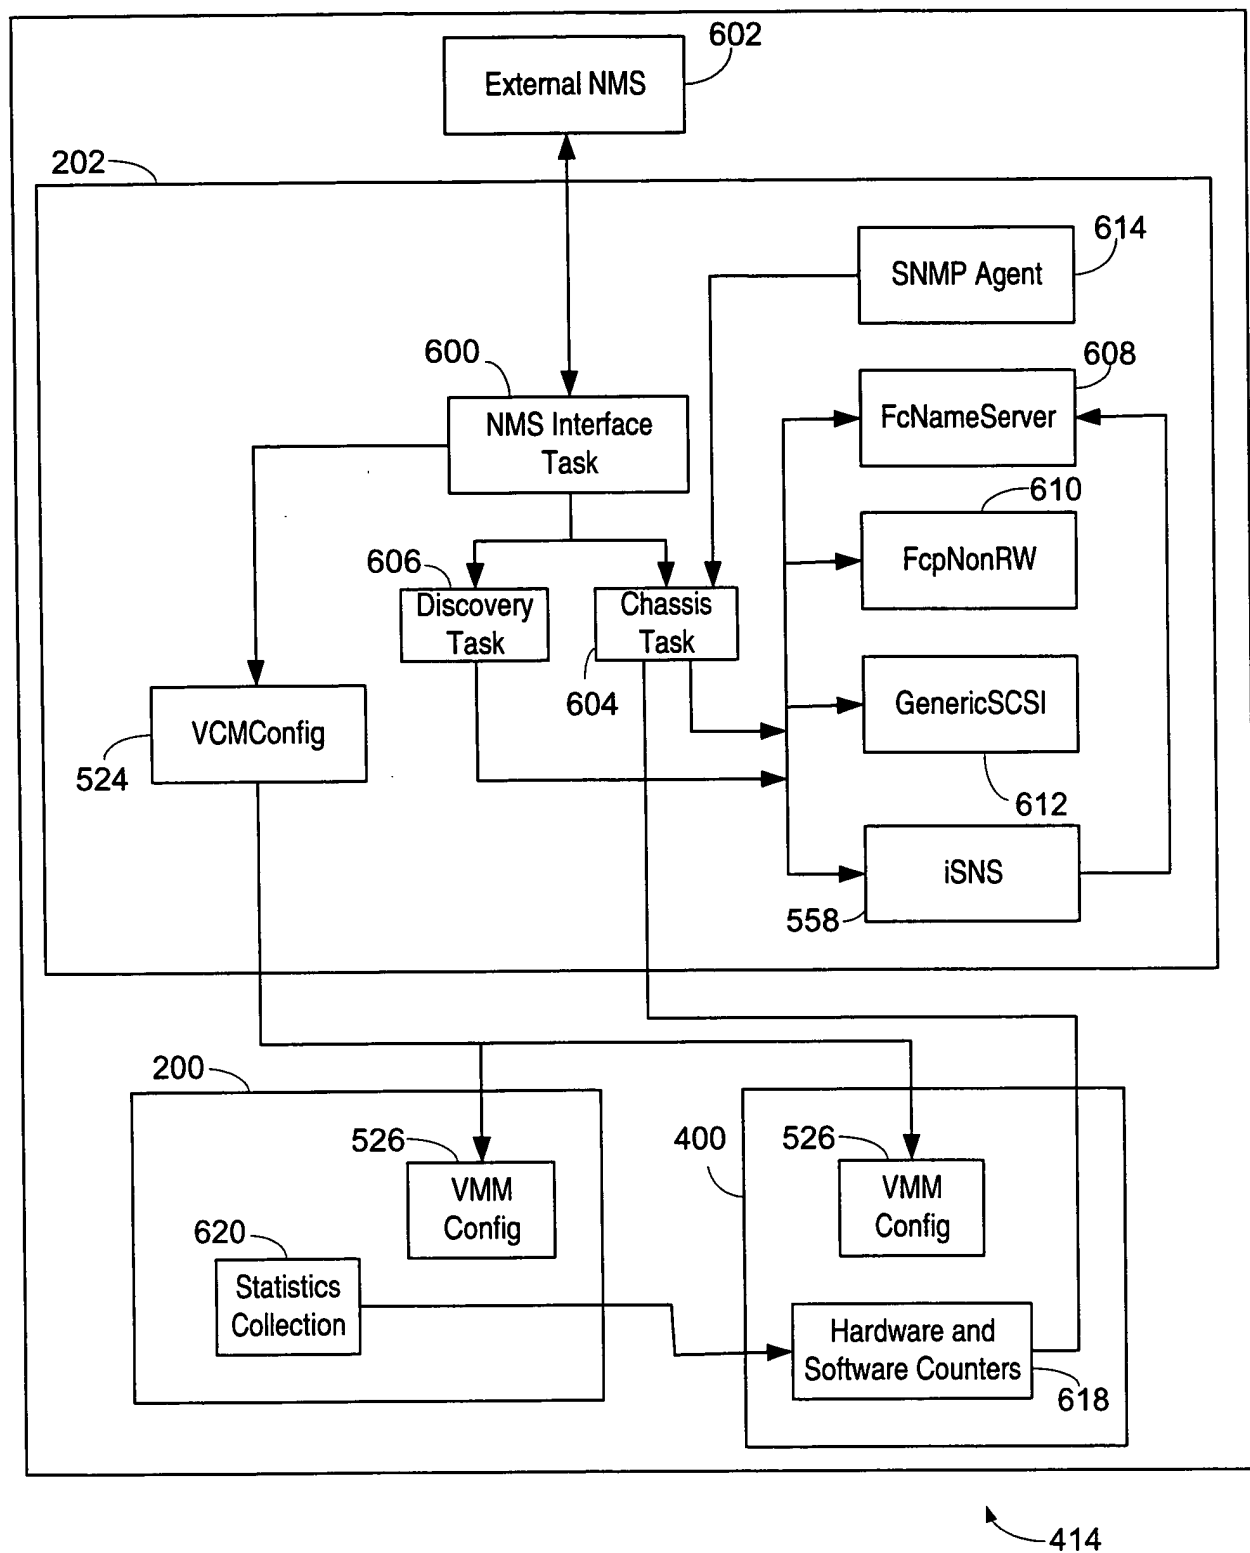 602
External NMS
202
614
SNMP Agent
600
608
NMS Interface
Task
FcNameServer
610
606
FcpNonRW
Discovery
Task
Chassis
Task
604
GenericSCSI
VCMConfig
524
612
iSNS
558
200
526
400
526
VMM
Config
VMM
Config
620
Statistics
Collection
Hardware and
Software Counters
618
414